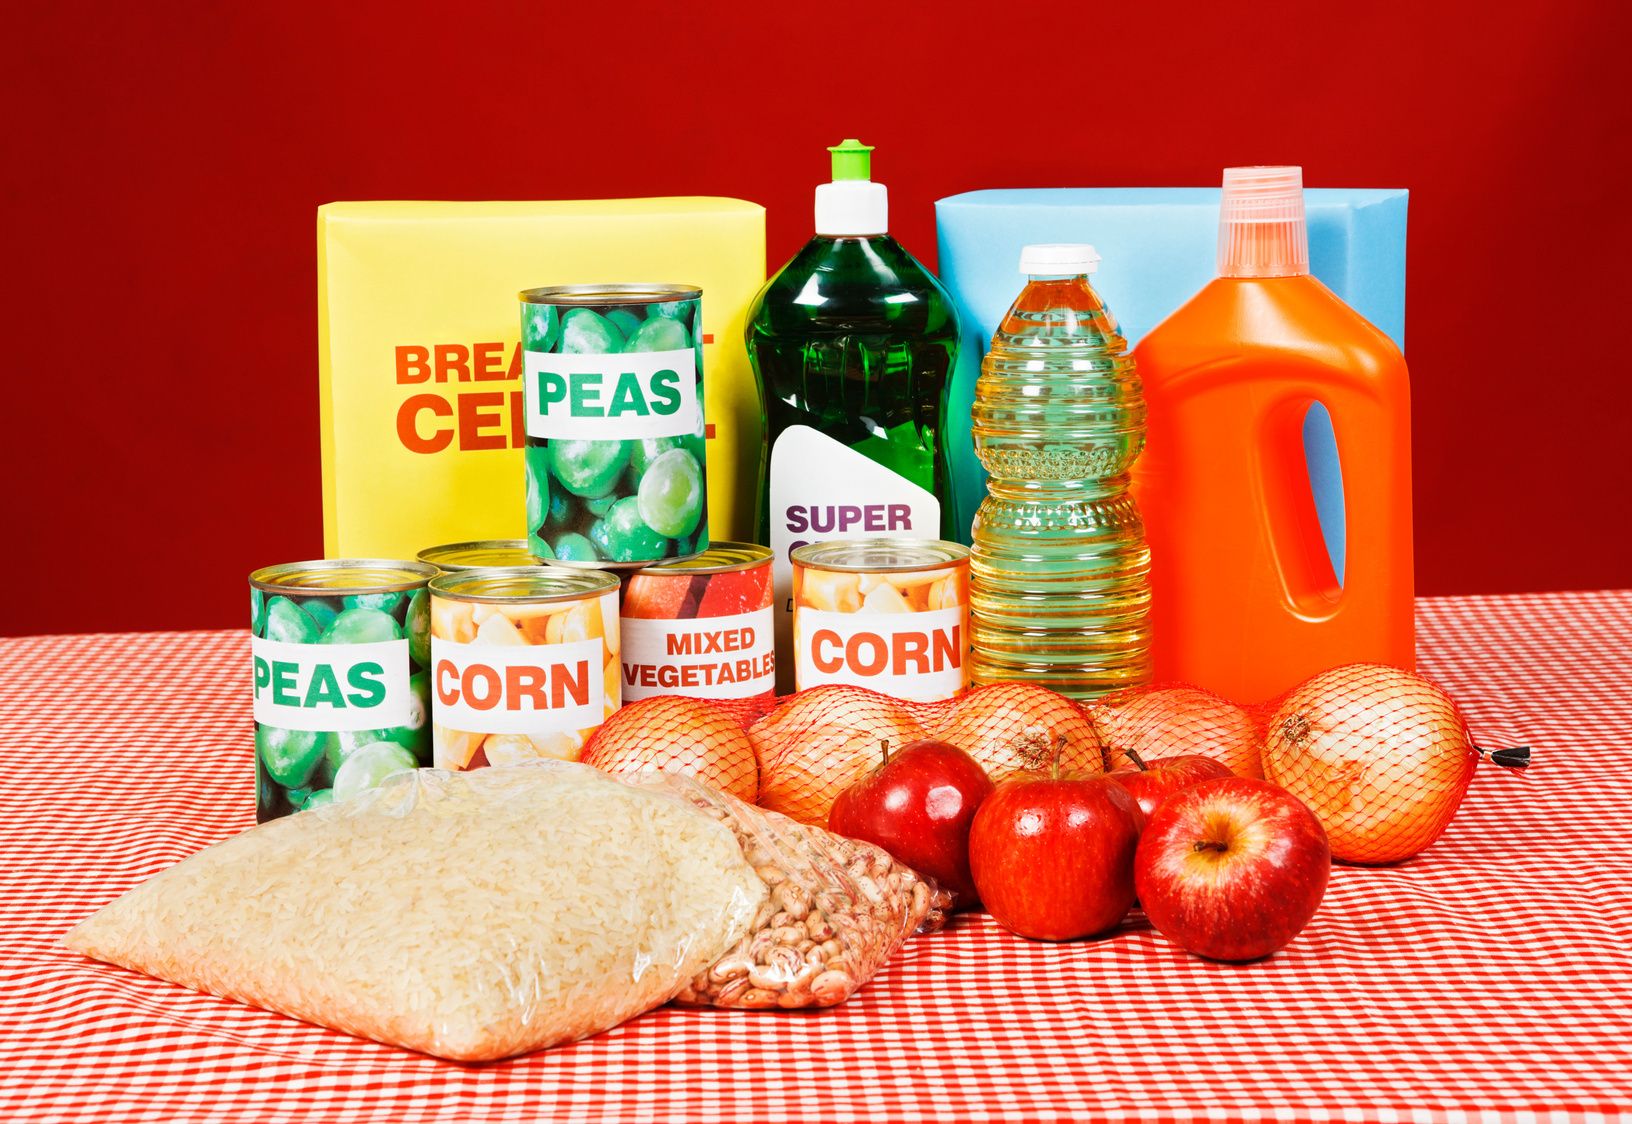 BREA
CE
PEAS
SUPER
PEAS
CORN
MIXED
VEGETABLES
CORN